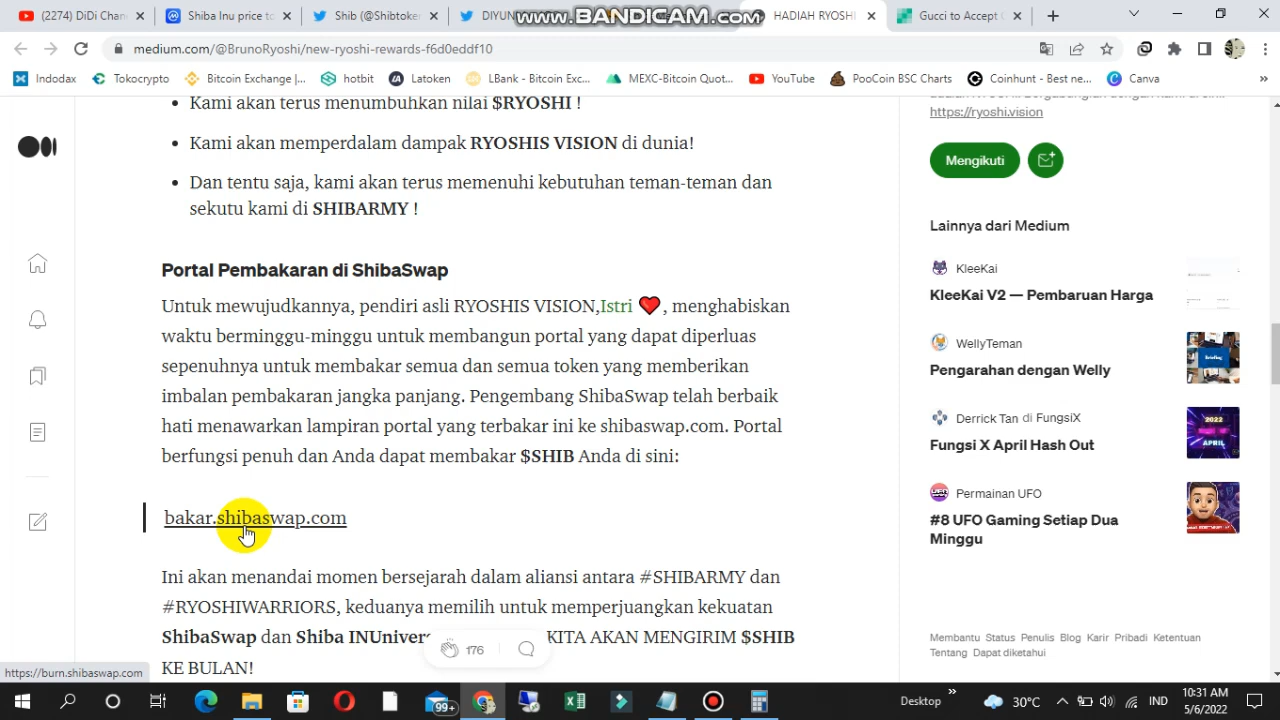 (2274) DiDi Chan
Shiba Inu price to
Shib (@Shibtoken
DIYUN
www.BANDICAM.com
HADIAH RYOSHI
Gucci to Accept C
medium.com/@BrunoRyoshi/new-ryoshi-rewards-f6d0eddf10
Indodax
Tokocrypto
Bitcoin Exchange |...
hotbit
Latoken
LBank - Bitcoin Exc...
MEXC-Bitcoin Quot...
YouTube
PooCoin BSC Charts
Coinhunt - Best ne...
Canva
»
• Kami akan terus menumbuhkan nilai $RYOSHI !
• Kami akan memperdalam dampak RYOSHIS VISION di dunia!
• Dan tentu saja, kami akan terus memenuhi kebutuhan teman-teman dan
sekutu kami di SHIBARMY !
Portal Pembakaran di ShibaSwap
Untuk mewujudkannya, pendiri asli RYOSHIS VISION,Istri ❤, menghabiskan
waktu berminggu-minggu untuk membangun portal yang dapat diperluas
sepenuhnya untuk membakar semua dan semua token yang memberikan
imbalan pembakaran jangka panjang. Pengembang ShibaSwap telah berbaik
hati menawarkan lampiran portal yang terbakar ini ke shibaswap.com. Portal
berfungsi penuh dan Anda dapat membakar $SHIB Anda di sini:
bakar.shibaswap.com
Ini akan menandai momen bersejarah dalam aliansi antara #SHIBARMY dan
#RYOSHIWARRIORS, keduanya memilih untuk memperjuangkan kekuatan
ShibaSwap dan Shiba INUniver KITA AKAN MENGIRIM $SHIB
KE BULAN!
176
https://burn.shibaswap.com
https://ryoshi.vision
Mengikuti
Lainnya dari Medium
KleeKai
KleeKai V2 — Pembaruan Harga
WellyTeman
Pengarahan dengan Welly
Briefing
Derrick Tan di FungsiX
Fungsi X April Hash Out
2022
APRIL
Permainan UFO
#8 UFO Gaming Setiap Dua
Minggu
Membantu Status Penulis Blog Karir Pribadi Ketentuan
Tentang Dapat diketahui
99+
Desktop
»
30°C
IND
10:31 AM
5/6/2022